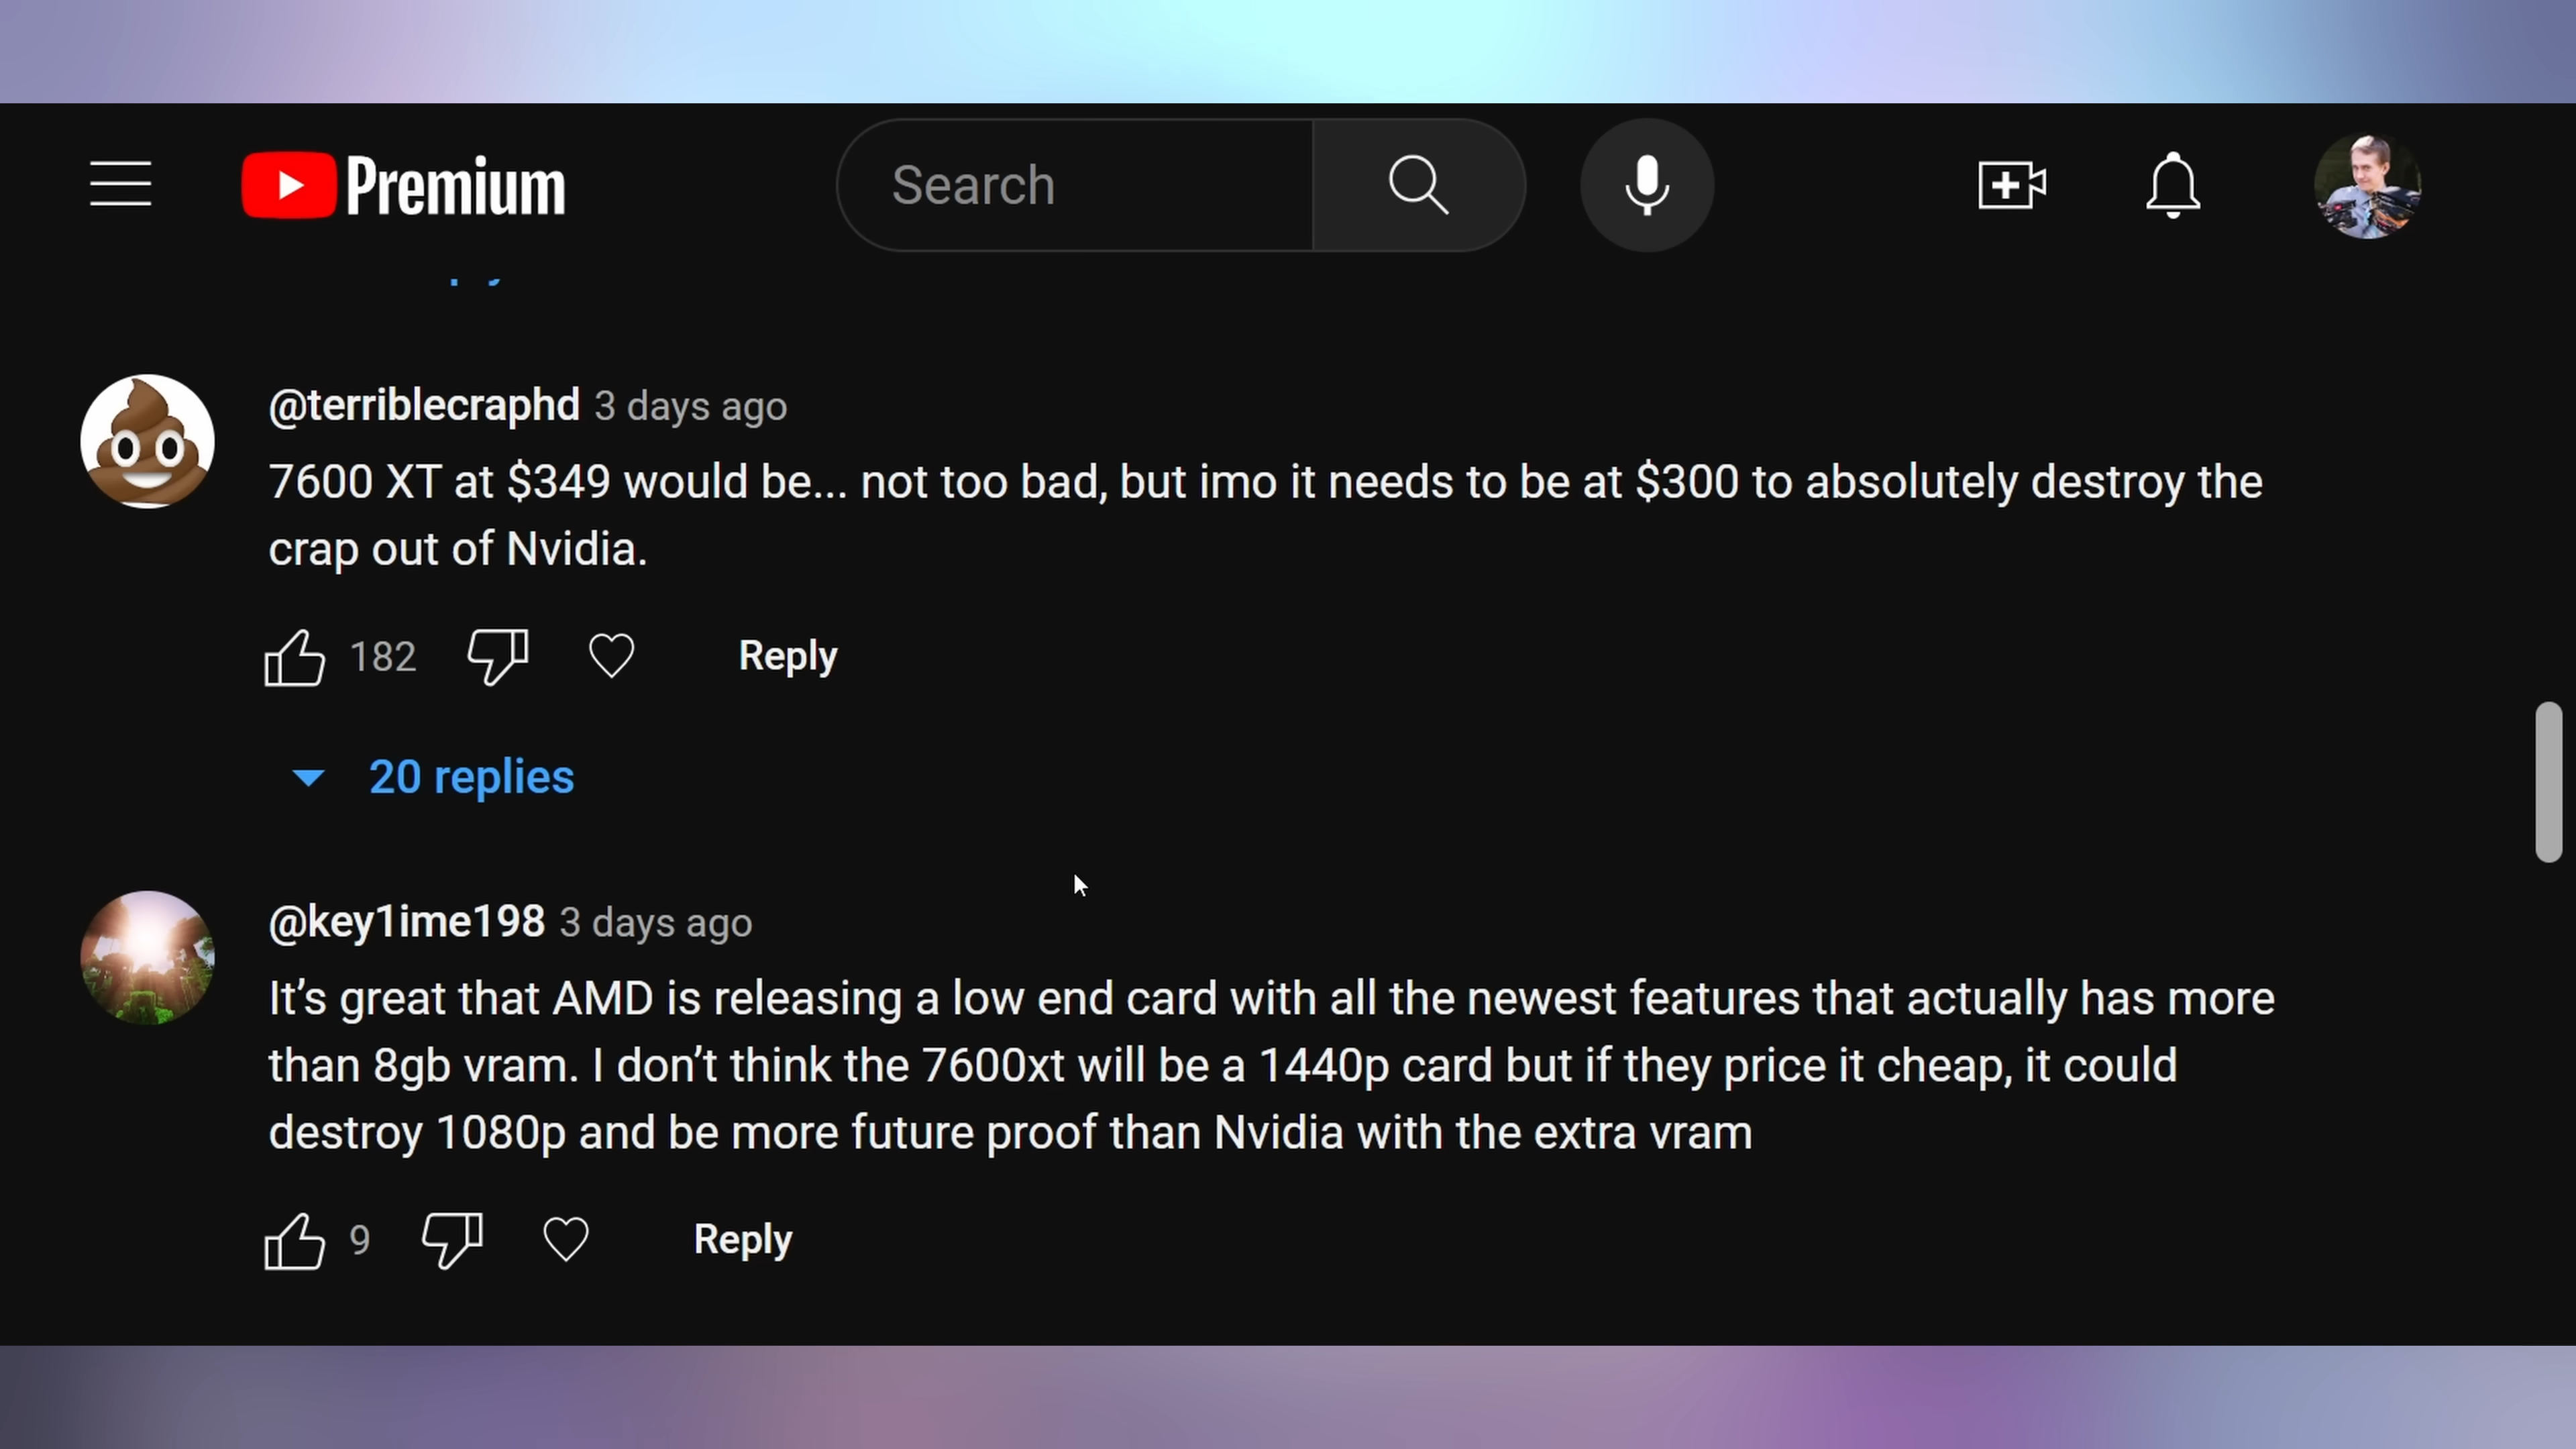 Premium
Search
@terriblecraphd 3 days ago
7600 XT at $349 would be... not too bad, but imo it needs to be at $300 to absolutely destroy the
crap out of Nvidia.
182 Reply
20 replies
@key1ime198 3 days ago
It’s great that AMD is releasing a low end card with all the newest features that actually has more
than 8gb vram. I don’t think the 7600xt will be a 1440p card but if they price it cheap, it could
destroy 1080p and be more future proof than Nvidia with the extra vram
9 Reply